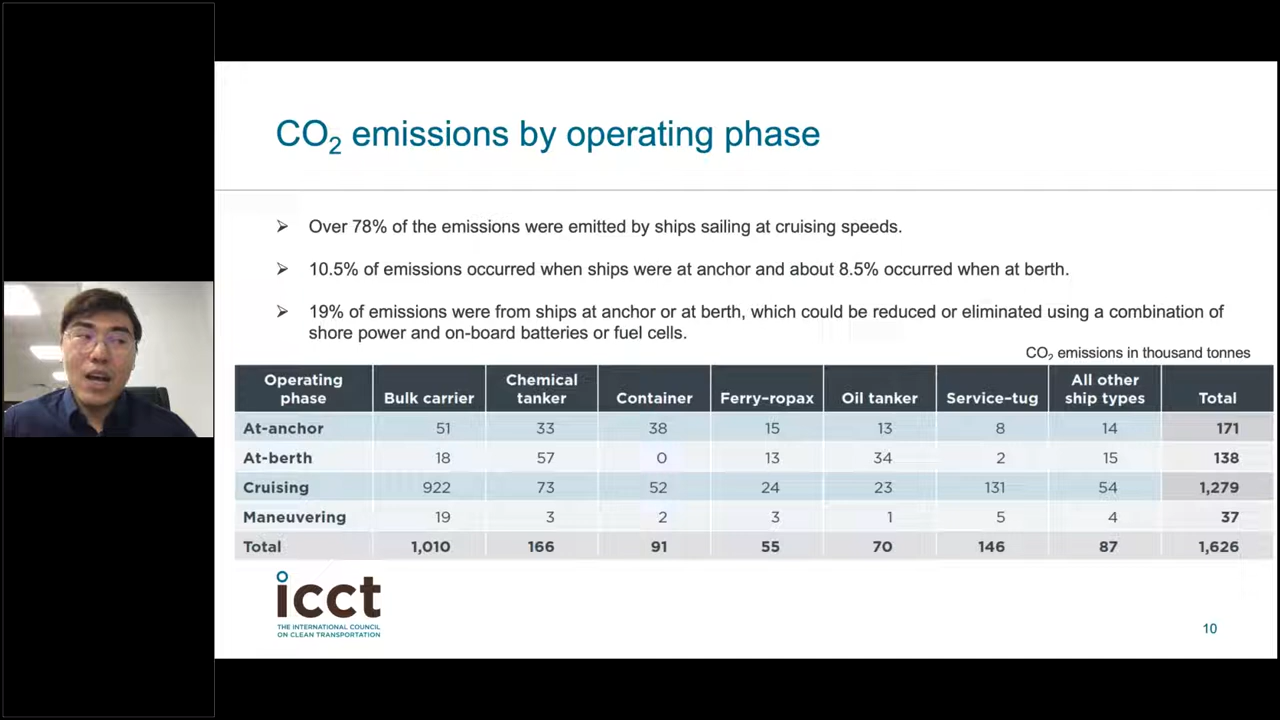 CO₂ emissions by operating phase
➢ Over 78% of the emissions were emitted by ships sailing at cruising speeds.
➢ 10.5% of emissions occurred when ships were at anchor and about 8.5% occurred when at berth.
➢ 19% of emissions were from ships at anchor or at berth, which could be reduced or eliminated using a combination of
shore power and on-board batteries or fuel cells.
CO₂ emissions in thousand tonnes
Operating phase Bulk carrier Chemical tanker Container Ferry–ropax Oil tanker Service–tug All other ship types Total
At-anchor 51 33 38 15 13 8 14 171
At-berth 18 57 0 13 34 2 15 138
Cruising 922 73 52 24 23 131 54 1,279
Maneuvering 19 3 2 3 1 5 4 37
Total 1,010 166 91 55 70 146 87 1,626
icct
THE INTERNATIONAL COUNCIL
ON CLEAN TRANSPORTATION
10